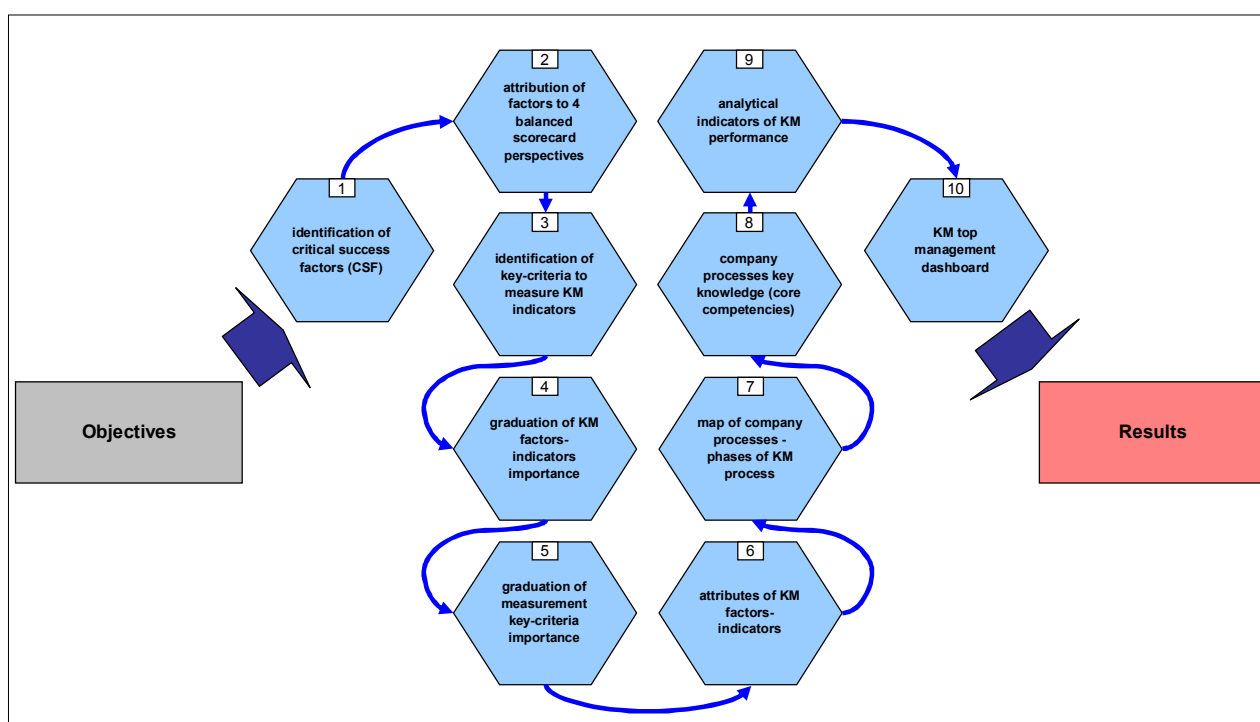 Objectives
1
identification of
critical success
factors (CSF)
2
attribution of
factors to 4
balanced
scorecard
perspectives
3
identification of
key-criteria to
measure KM
indicators
4
graduation of KM
factors-
indicators
importance
5
graduation of
measurement
key-criteria
importance
6
attributes of KM
factors-
indicators
7
map of company
processes -
phases of KM
process
8
company
processes key
knowledge (core
competencies)
9
analytical
indicators of KM
performance
10
KM top
management
dashboard
Results